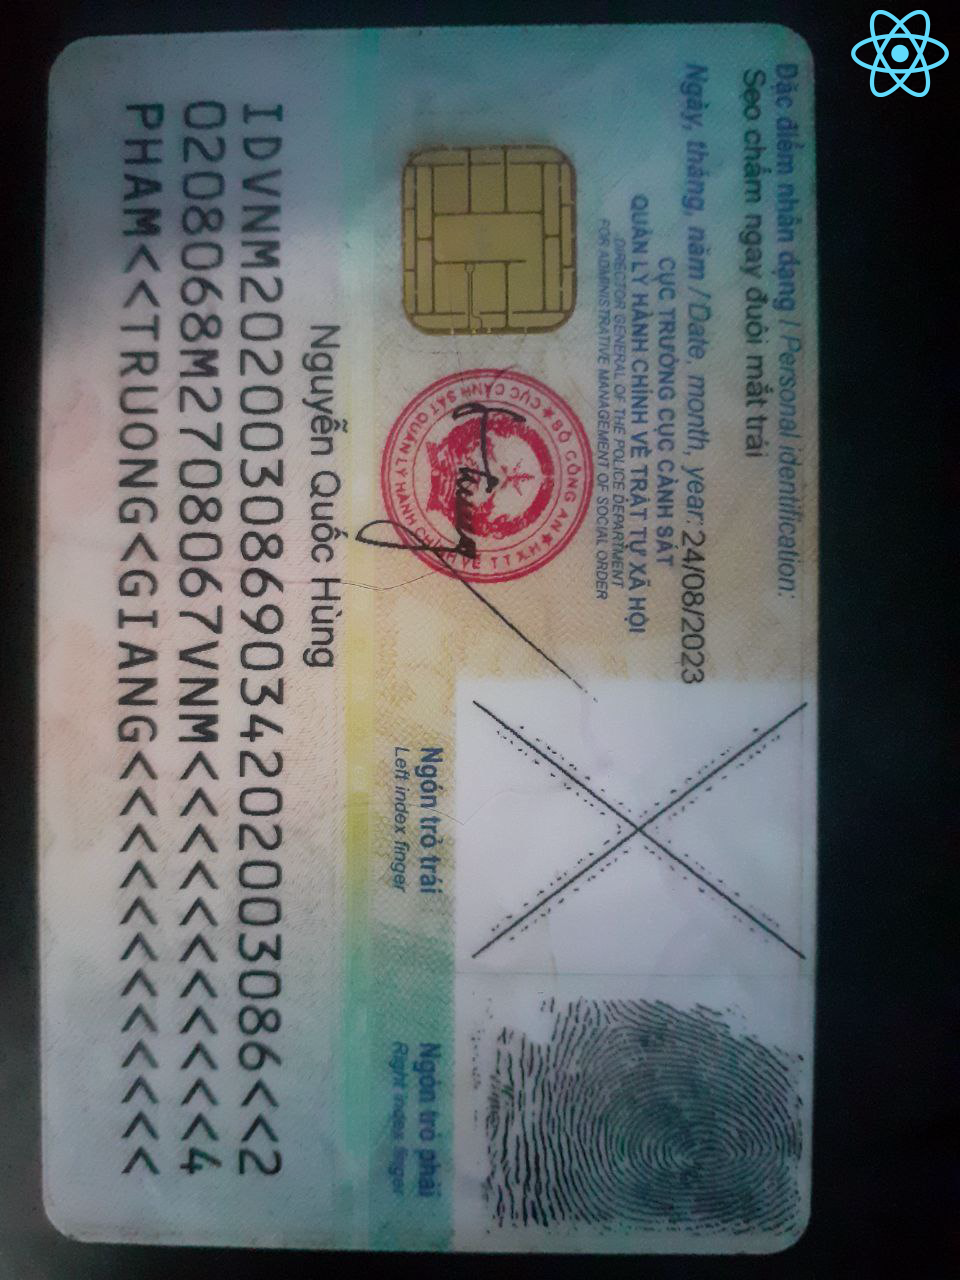 Đặc điểm nhân dạng / Personal identification:
Sẹo chấm ngay đuôi mắt trái
Ngày, tháng, năm / Date, month, year: 24/08/2023
CỤC TRƯỞNG CỤC CẢNH SÁT
QUẢN LÝ HÀNH CHÍNH VỀ TRẬT TỰ XÃ HỘI
DIRECTOR GENERAL OF THE POLICE DEPARTMENT
FOR ADMINISTRATIVE MANAGEMENT OF SOCIAL ORDER
BỘ CÔNG AN
CỤC CẢNH SÁT QUẢN LÝ HÀNH CHÍNH VỀ TTXH
Nguyễn Quốc Hùng
Ngón trỏ trái
Left index finger
Ngón trỏ phải
Right index finger
IDVNM2020030869034202003086<<2
0208068M2708067VNM<<<<<<<<<<<4
PHAM<<TRUONG<GIANG<<<<<<<<<<<<